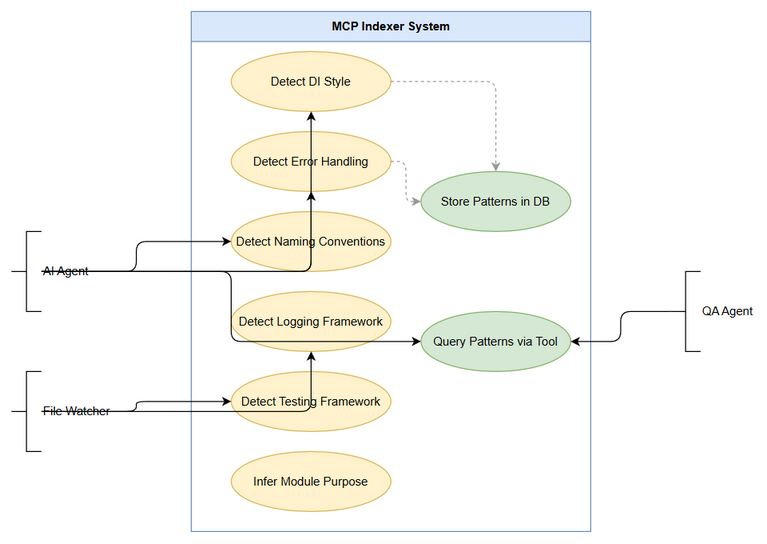 MCP Indexer System
Detect DI Style
Detect Error Handling
Store Patterns in DB
Detect Naming Conventions
AI Agent
QA Agent
Detect Logging Framework
Query Patterns via Tool
Detect Testing Framework
File Watcher
Infer Module Purpose